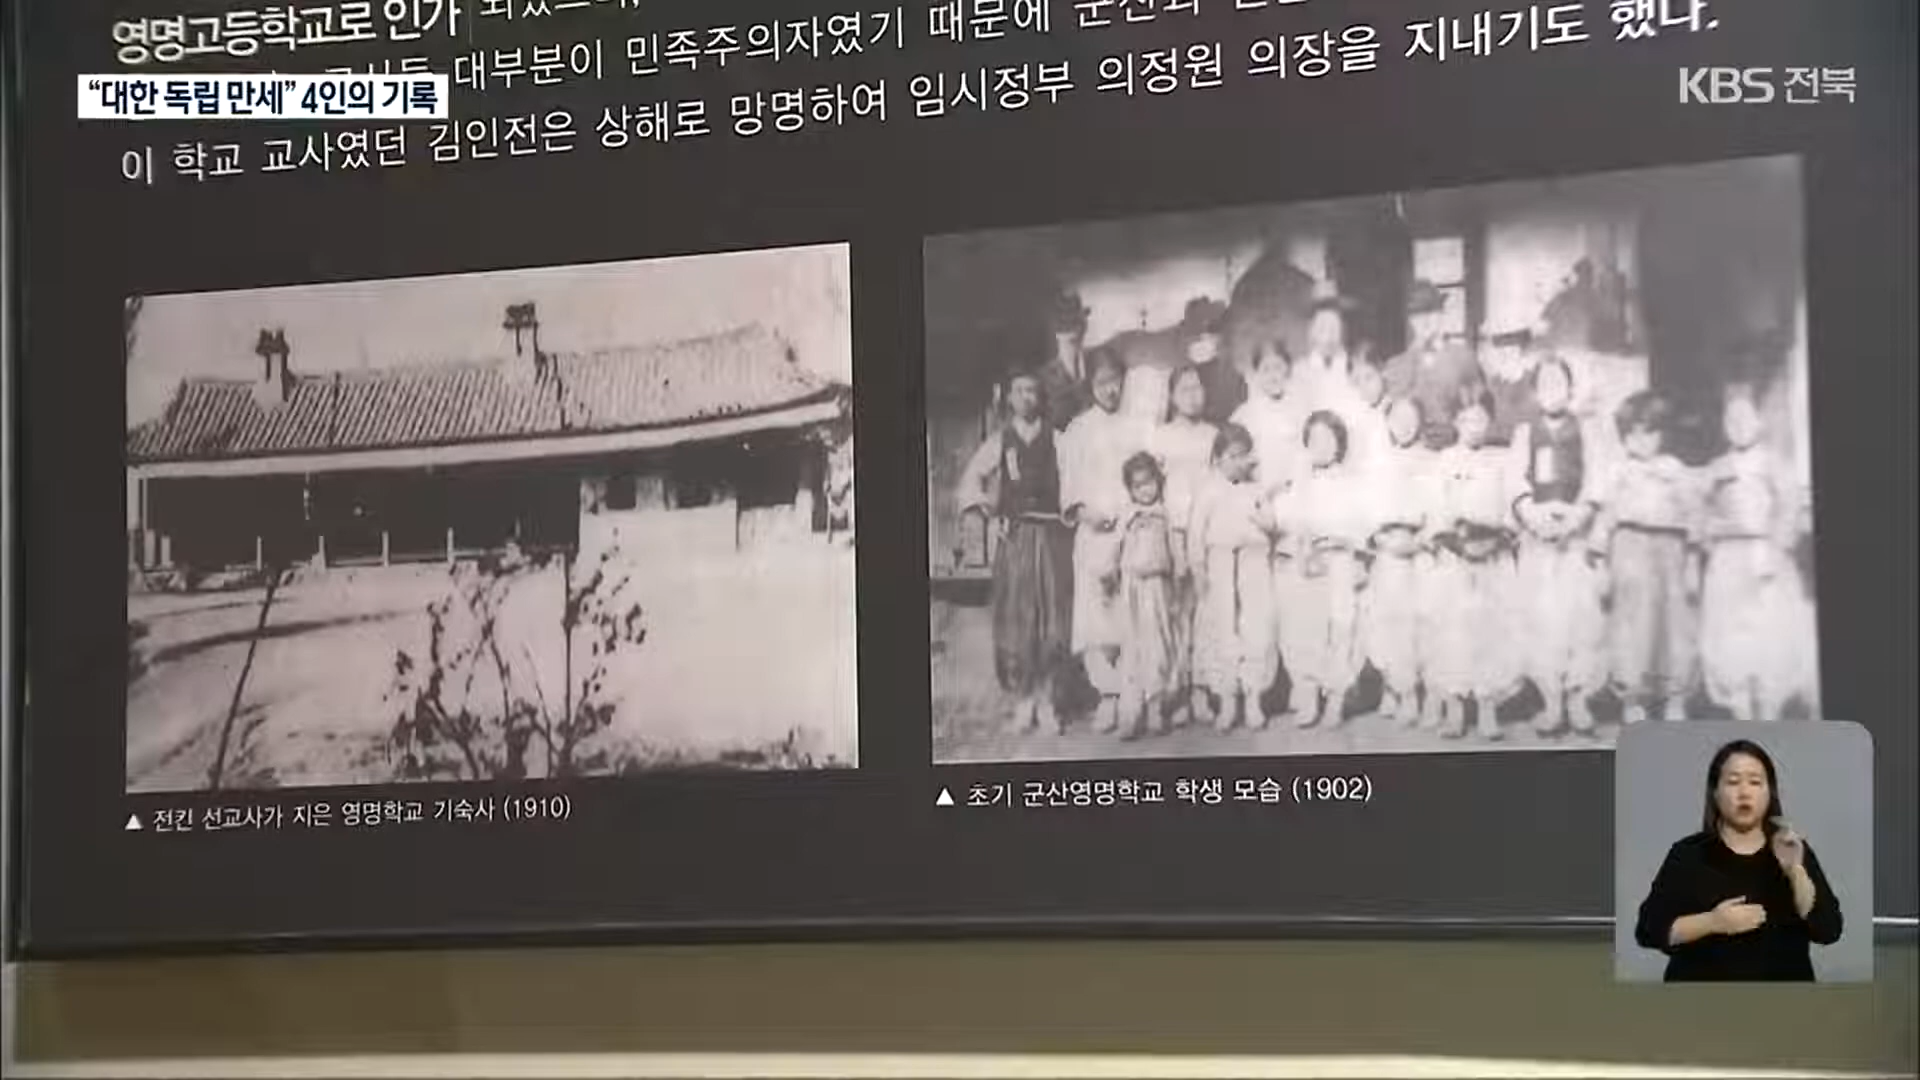 영명고등학교로 인가
대부분이 민족주의자였기 때문에
"대한 독립 만세" 4인의 기록
KBS 전북
이 학교 교사였던 김인전은 상해로 망명하여 임시정부 의정원 의장을 지내기도 했다.
▲ 전킨 선교사가 지은 영명학교 기숙사 (1910)
▲ 초기 군산영명학교 학생 모습 (1902)